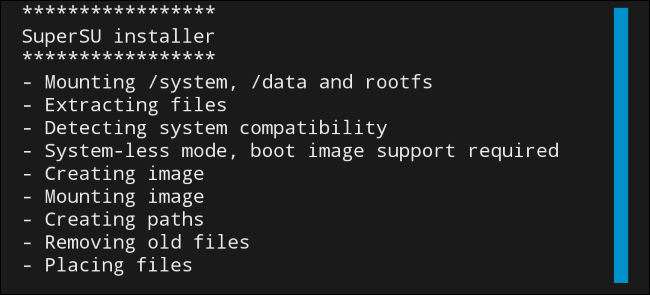 *****************
SuperSU installer
*****************
- Mounting /system, /data and rootfs
- Extracting files
- Detecting system compatibility
- System-less mode, boot image support required
- Creating image
- Mounting image
- Creating paths
- Removing old files
- Placing files